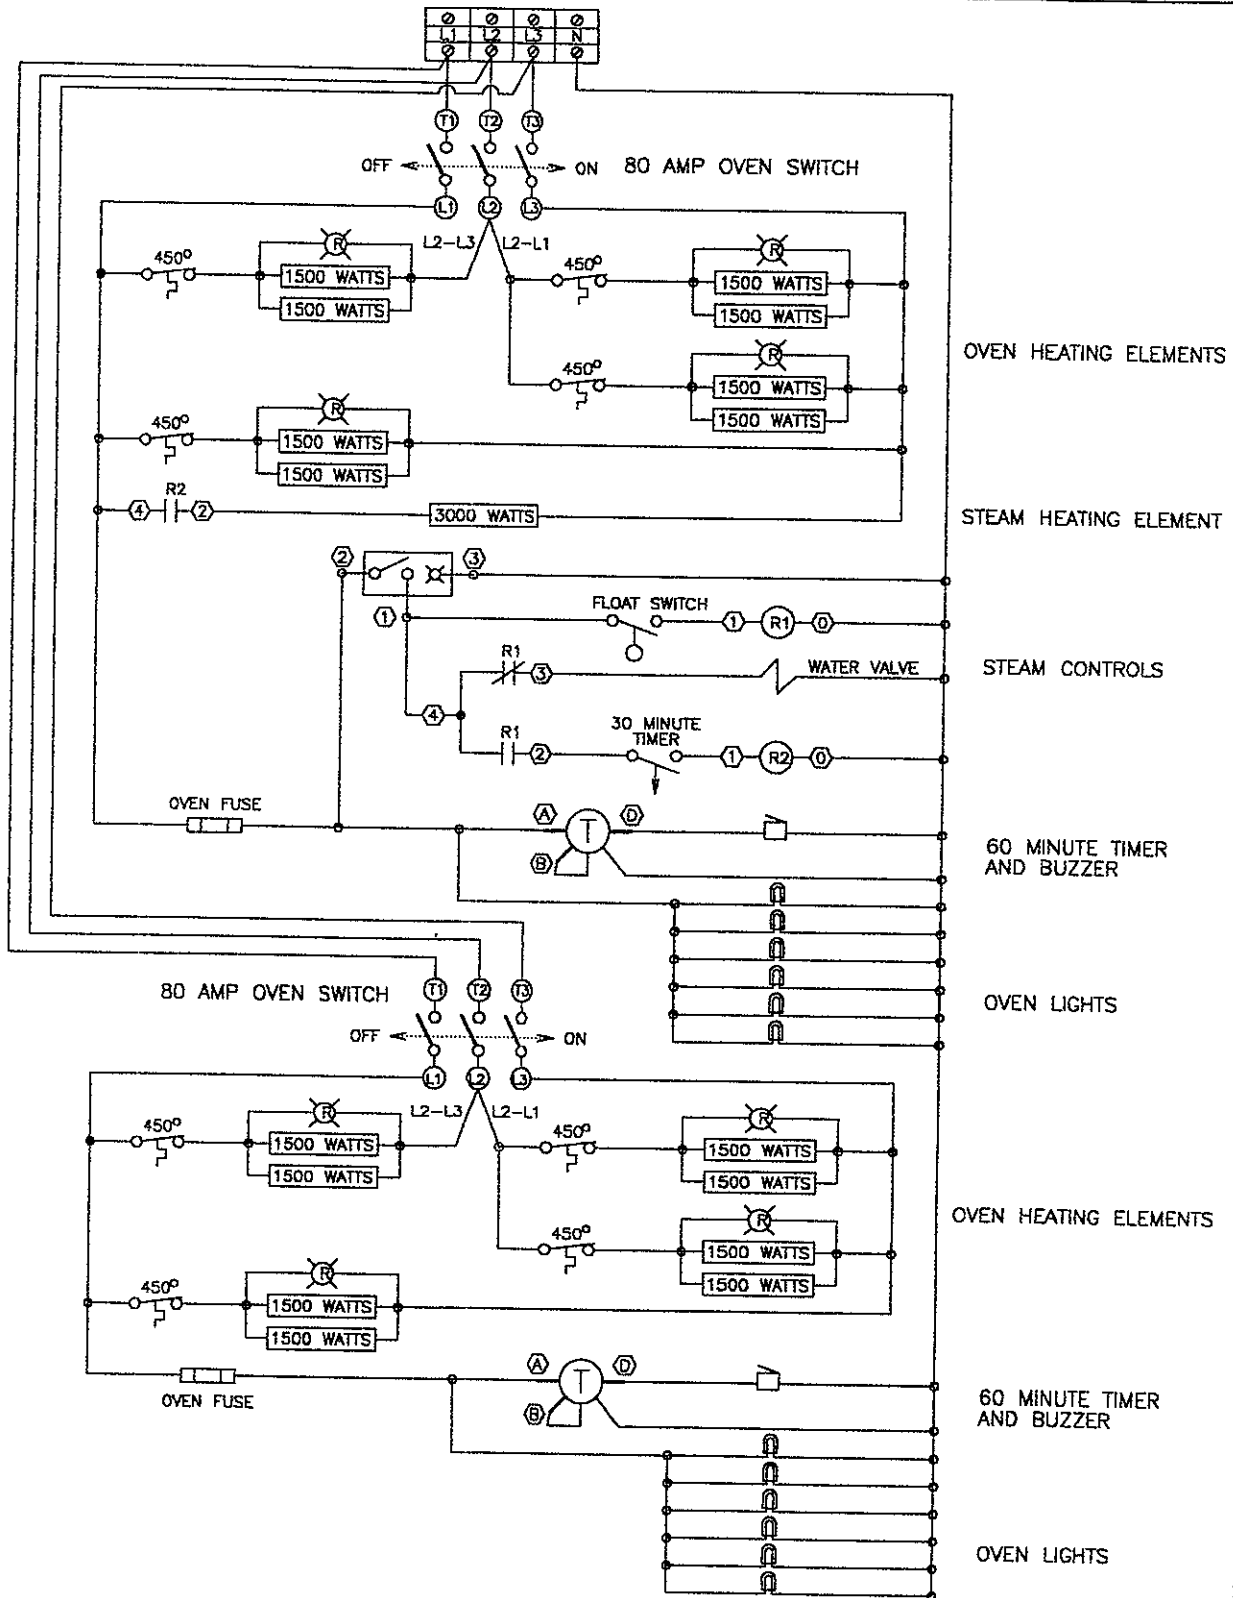 L1 L2 L3 N
T1 T2 T3
OFF ON 80 AMP OVEN SWITCH
L1 L2 L3
L2-L3 L2-L1
R
450° 1500 WATTS
1500 WATTS
R
450° 1500 WATTS
1500 WATTS
R
450° 1500 WATTS
1500 WATTS
OVEN HEATING ELEMENTS
R
450° 1500 WATTS
1500 WATTS
R2
4 2 3000 WATTS
STEAM HEATING ELEMENT
2 3
FLOAT SWITCH
1 1 R1 0
R1
3 WATER VALVE
STEAM CONTROLS
4
30 MINUTE
TIMER
R1
2 1 R2 0
OVEN FUSE
A T D
B
60 MINUTE TIMER
AND BUZZER
OVEN LIGHTS
80 AMP OVEN SWITCH
T1 T2 T3
OFF ON
L1 L2 L3
L2-L3 L2-L1
R
450° 1500 WATTS
1500 WATTS
R
450° 1500 WATTS
1500 WATTS
R
450° 1500 WATTS
1500 WATTS
OVEN HEATING ELEMENTS
R
450° 1500 WATTS
1500 WATTS
OVEN FUSE
A T D
B
60 MINUTE TIMER
AND BUZZER
OVEN LIGHTS